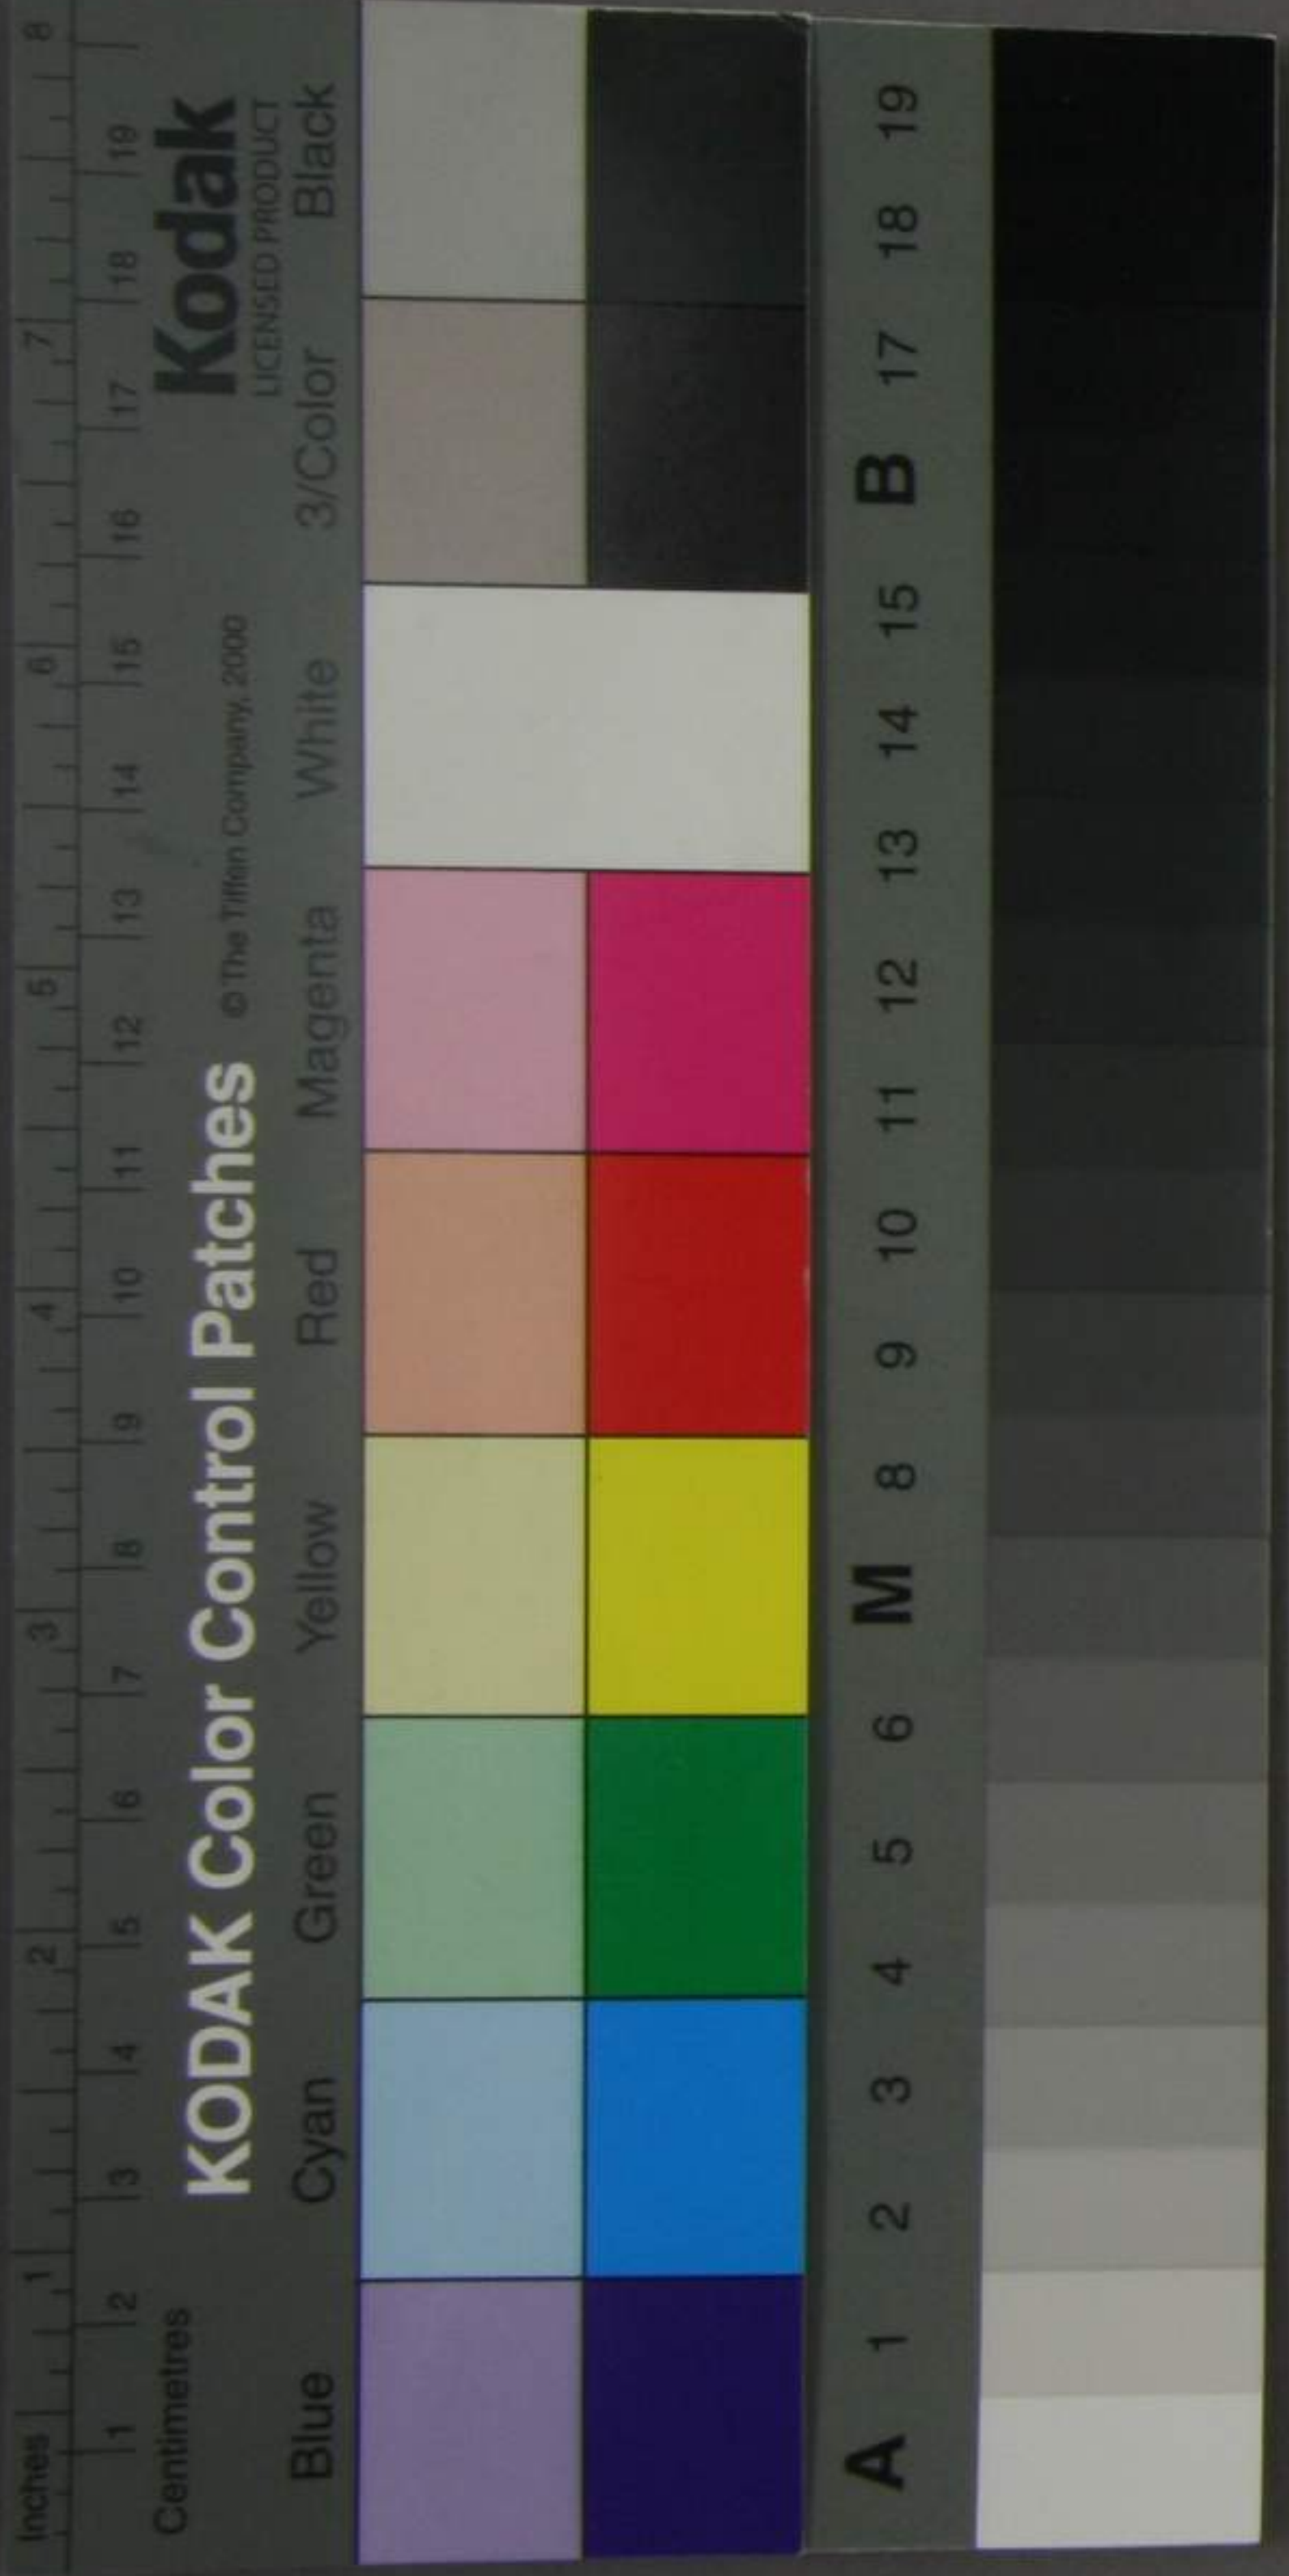 Inches 1 2 3 4 5 6 7 8
Centimetres 1 2 3 4 5 6 7 8 9 10 11 12 13 14 15 16 17 18 19
KODAK Color Control Patches © The Tiffen Company, 2000 Kodak
LICENSED PRODUCT
Blue Cyan Green Yellow Red Magenta White 3/Color Black
A 1 2 3 4 5 6 M 8 9 10 11 12 13 14 15 B 17 18 19